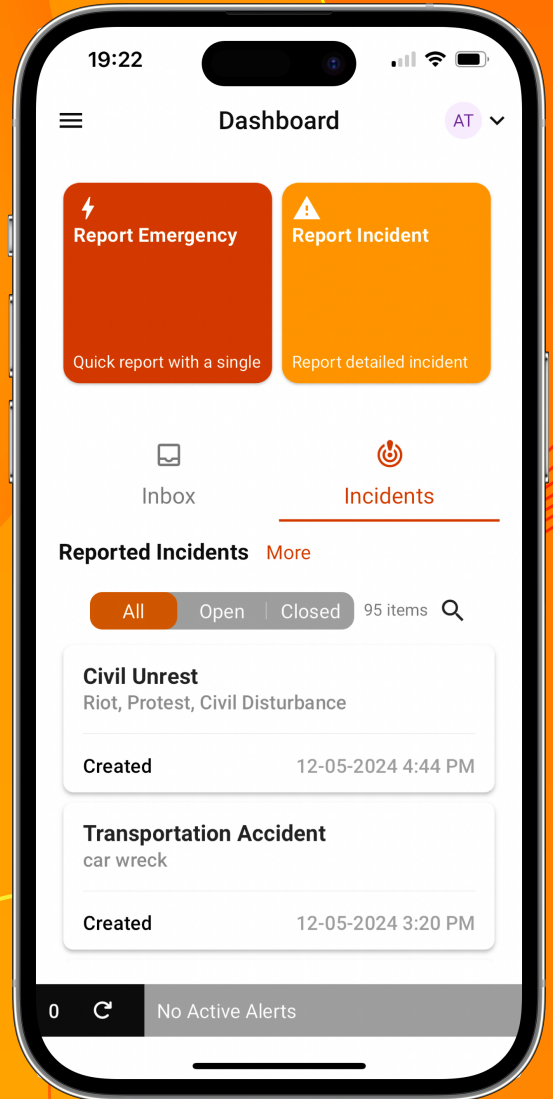 19:22
Dashboard
AT
Report Emergency
Quick report with a single
Report Incident
Report detailed incident
Inbox
Incidents
Reported Incidents More
All Open Closed 95 items
Civil Unrest
Riot, Protest, Civil Disturbance
Created 12-05-2024 4:44 PM
Transportation Accident
car wreck
Created 12-05-2024 3:20 PM
0 No Active Alerts